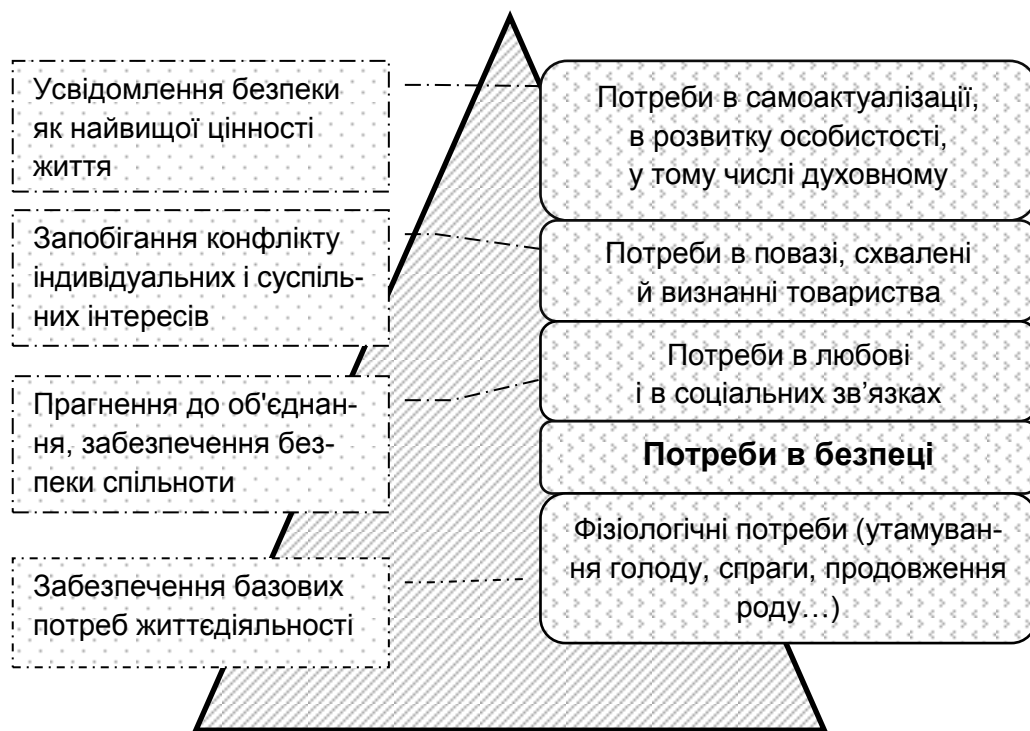 Усвідомлення безпеки
як найвищої цінності
життя
Запобігання конфлікту
індивідуальних і суспіль-
них інтересів
Прагнення до об'єднан-
ня, забезпечення без-
пеки спільноти
Забезпечення базових
потреб життєдіяльності
Потреби в самоактуалізації,
в розвитку особистості,
у тому числі духовному
Потреби в повазі, схвалені
й визнанні товариства
Потреби в любові
і в соціальних зв’язках
Потреби в безпеці
Фізіологічні потреби (утамуван-
ня голоду, спраги, продовження
роду…)